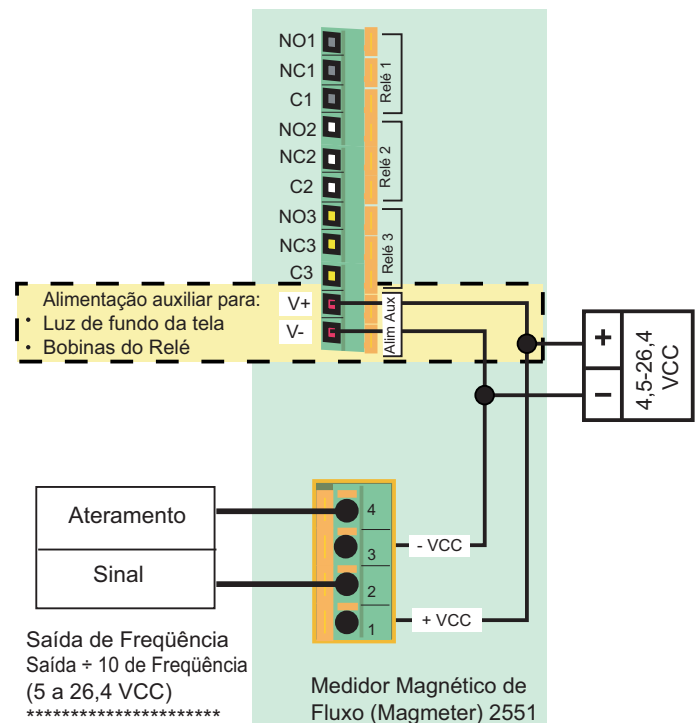 NO1
NC1
C1
Relé 1
NO2
NC2
C2
Relé 2
NO3
NC3
C3
Relé 3
Alimentação auxiliar para:
• Luz de fundo da tela
• Bobinas do Relé
V+
V-
Alim Aux
+
−
4,5-26,4
VCC
Ateramento
Sinal
4
3
2
1
- VCC
+ VCC
Saída de Freqüência
Saída ÷ 10 de Freqüência
(5 a 26,4 VCC)
*********************
Medidor Magnético de
Fluxo (Magmeter) 2551